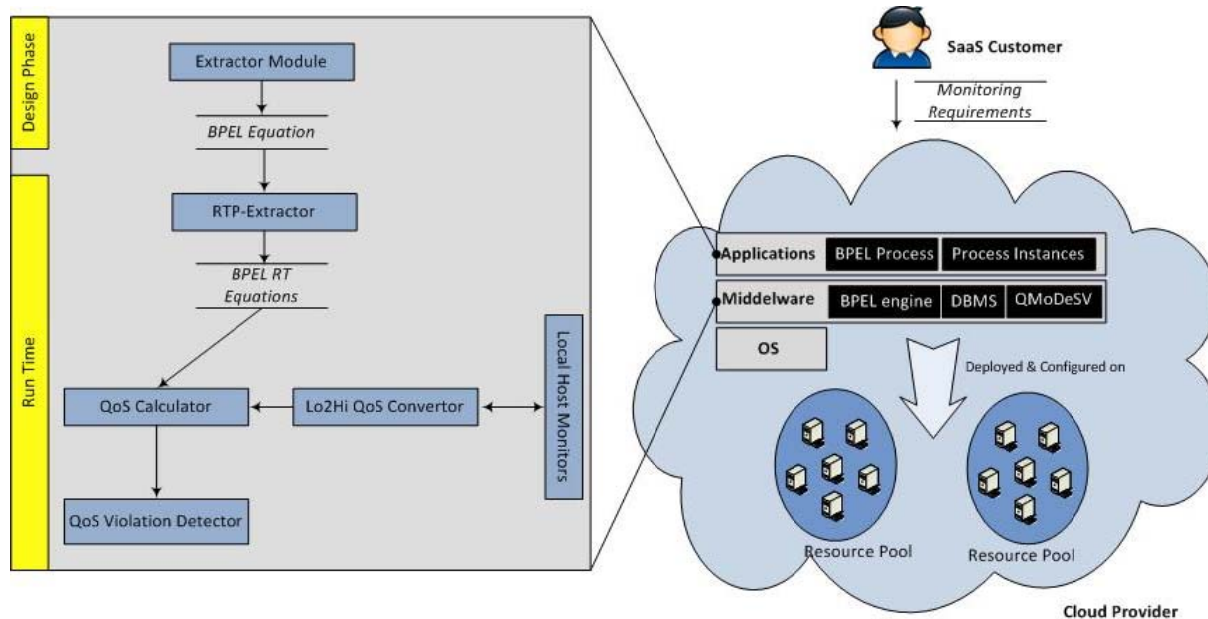 Design Phase
Extractor Module
BPEL Equation
Run Time
RTP-Extractor
BPEL RT
Equations
QoS Calculator
Lo2Hi QoS Convertor
Local Host Monitors
QoS Violation Detector
SaaS Customer
Monitoring
Requirements
Applications
BPEL Process
Process Instances
Middelware
BPEL engine
DBMS
QMoDeSV
OS
Deployed & Configured on
Resource Pool
Resource Pool
Cloud Provider